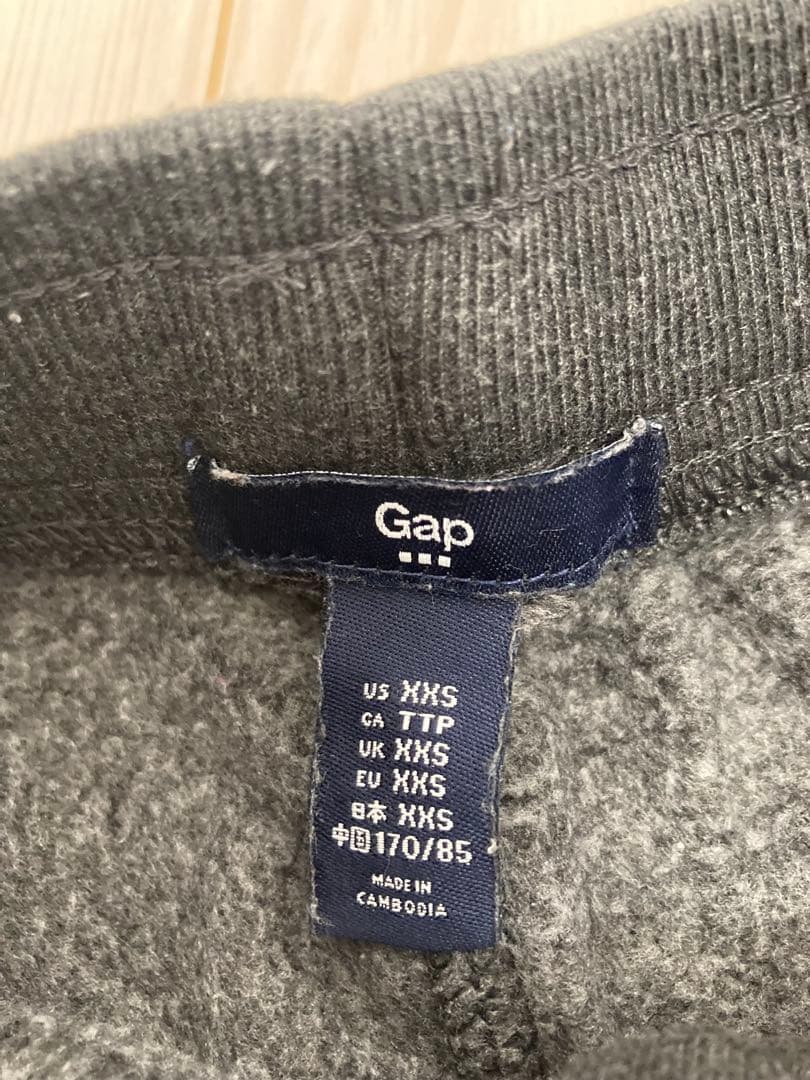 Gap
US XXS
CA TTP
UK XXS
EU XXS
日本 XXS
中国 170/85
MADE IN
CAMBODIA